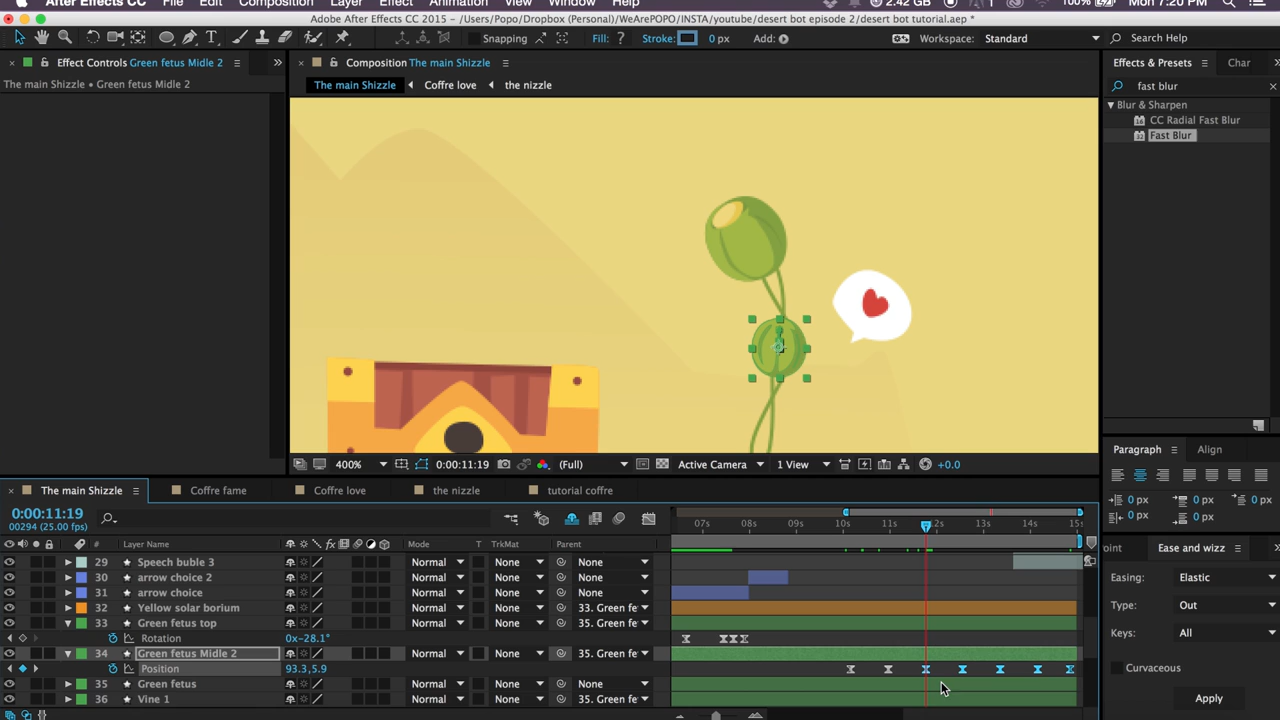 After Effects CC File Edit Composition Layer Effect Animation View Window Help 2.42 GB 1 100% Mon 7:20 PM
Adobe After Effects CC 2015 - /Users/Popo/Dropbox (Personal)/WeArePOPO/INSTA/youtube/desert bot episode 2/desert bot tutorial.aep *
Snapping Fill: ? Stroke: 0 px Add: Workspace: Standard Search Help
Effect Controls Green fetus Midle 2
Composition The main Shizzle
Effects & Presets Char
The main Shizzle • Green fetus Midle 2
The main Shizzle Coffre love the nizzle
fast blur
Blur & Sharpen
CC Radial Fast Blur
Fast Blur
Paragraph Align
400% 0:00:11:19 (Full) Active Camera 1 View +0.0
0 px 0 px 0 px
0 px 0 px
The main Shizzle Coffre fame Coffre love the nizzle tutorial coffre
0:00:11:19
00294 (25.00 fps)
07s 08s 09s 10s 11s 12s 13s 14s 15s
# Layer Name fx Mode T TrkMat Parent
29 Speech buble 3 Normal None None
30 arrow choice 2 Normal None None
31 arrow choice Normal None None
32 Yellow solar borium Normal None 33. Green fe
33 Green fetus top Normal None 35. Green fe
Rotation 0x-28.1°
34 Green fetus Midle 2 Normal None 35. Green fe
Position 93.3,5.9
35 Green fetus Normal None None
36 Vine 1 Normal None 35. Green fe
oint Ease and wizz
Easing: Elastic
Type: Out
Keys: All
Curvaceous
Apply